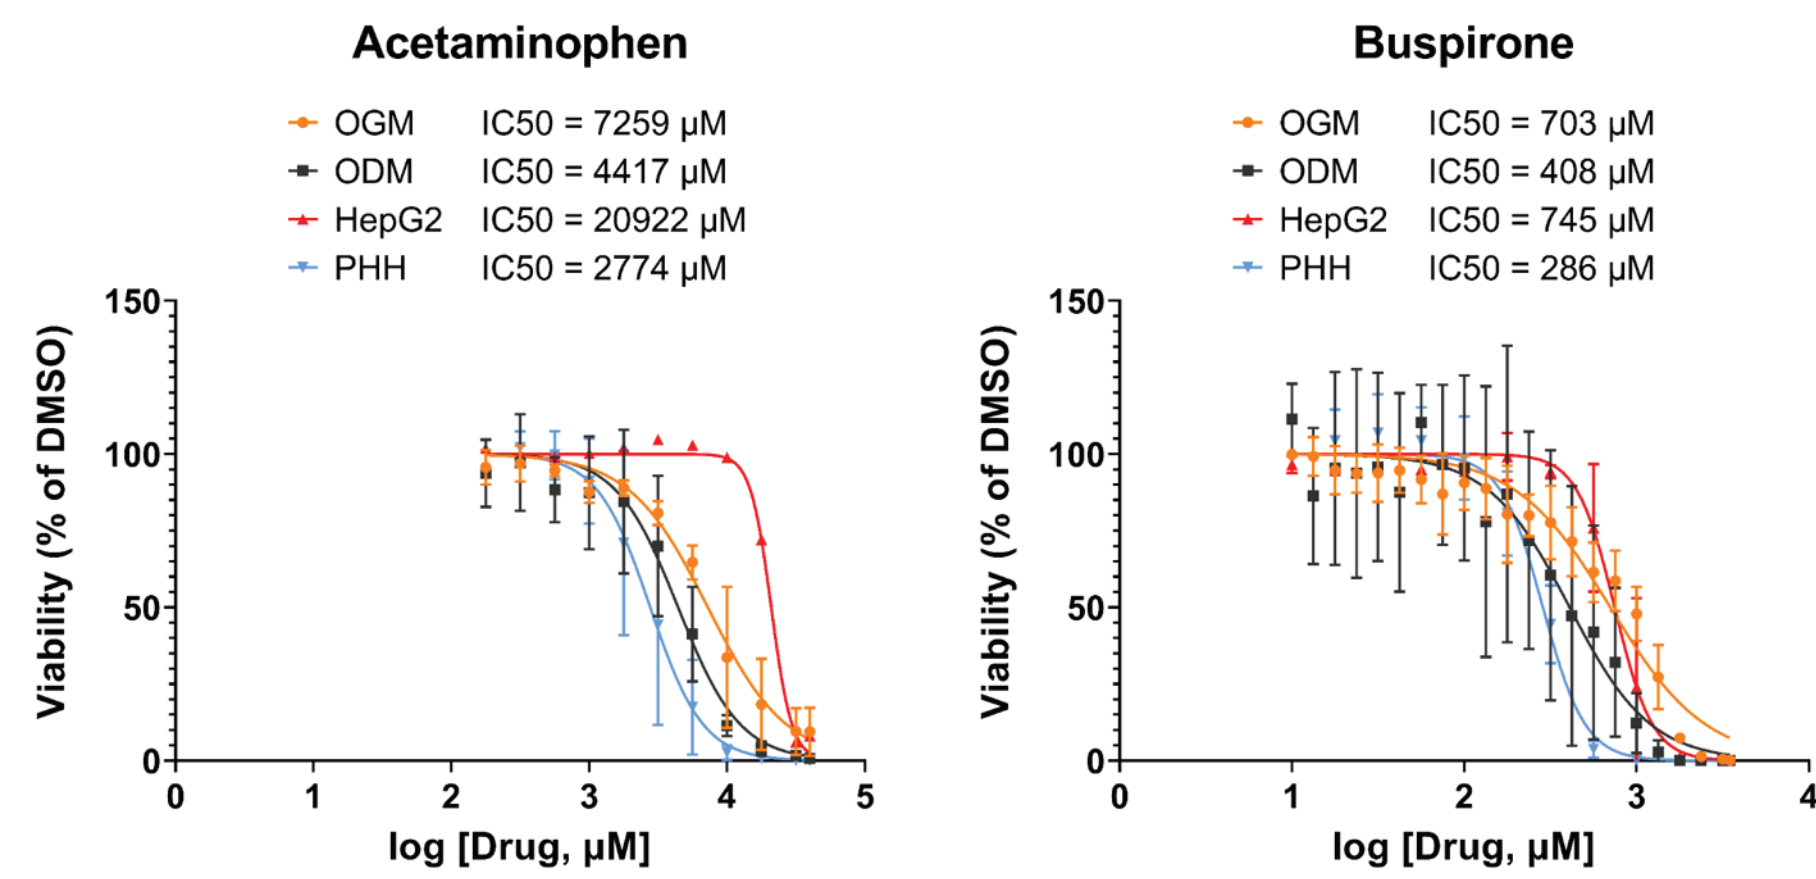 Acetaminophen
OGM IC50 = 7259 µM
ODM IC50 = 4417 µM
HepG2 IC50 = 20922 µM
PHH IC50 = 2774 µM
Viability (% of DMSO)
150
100
50
0
0 1 2 3 4 5
log [Drug, µM]
Buspirone
OGM IC50 = 703 µM
ODM IC50 = 408 µM
HepG2 IC50 = 745 µM
PHH IC50 = 286 µM
Viability (% of DMSO)
150
100
50
0
0 1 2 3 4
log [Drug, µM]